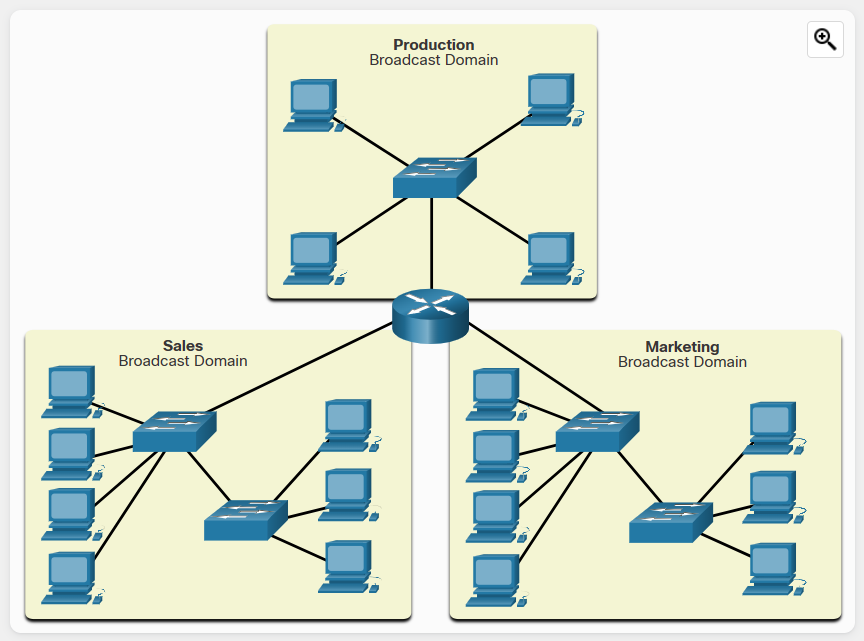 Production
Broadcast Domain
Sales
Broadcast Domain
Marketing
Broadcast Domain